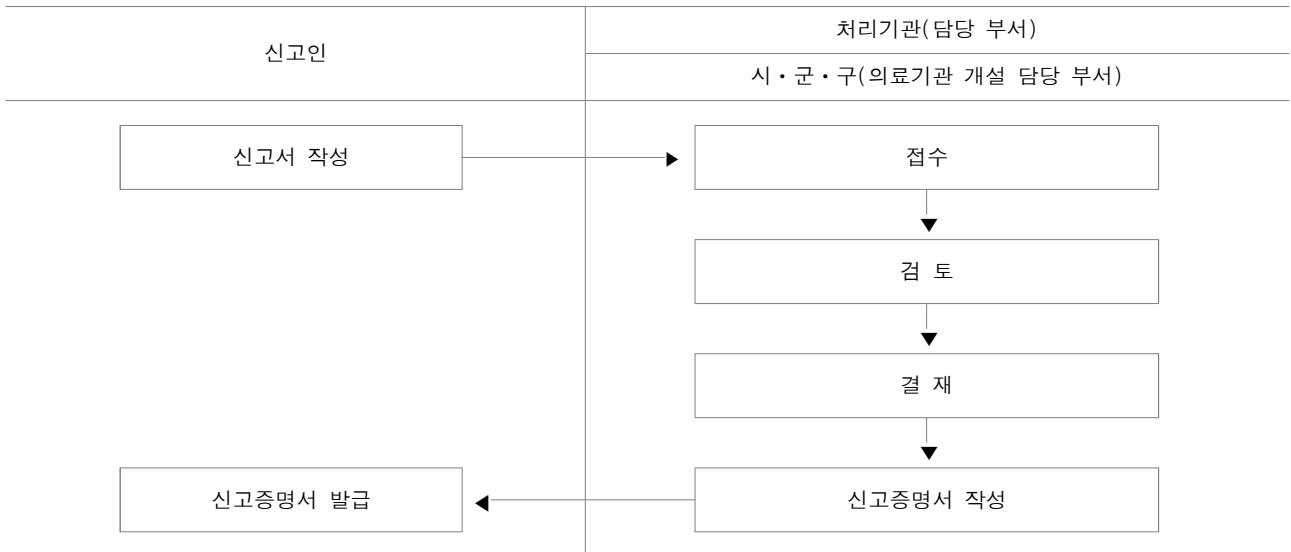 신고인
처리기관(담당 부서)
시・군・구(의료기관 개설 담당 부서)
신고서 작성
접수
검 토
결 재
신고증명서 발급
신고증명서 작성